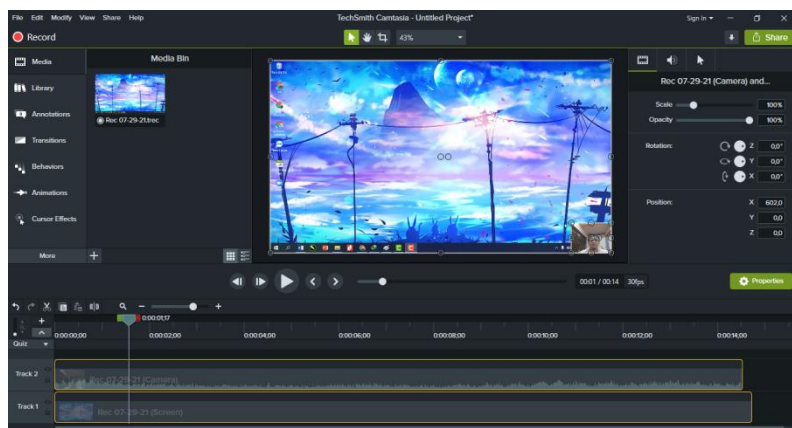 File Edit Modify View Share Help
TechSmith Camtasia - Untitled Project*
Sign in
Record
43%
Share
Media
Library
Annotations
Transitions
Behaviors
Animations
Cursor Effects
More
Media Bin
Rec 07-29-21.trec
Rec 07-29-21 (Camera) and...
Scale 100%
Opacity 100%
Rotation: Z 0,0°
Y 0,0°
X 0,0°
Position: X 602,0
Y 0,0
Z 0,0
00:01 / 00:14 30fps
Properties
0:00:01;17
0:00:00;00 0:00:02;00 0:00:04;00 0:00:06;00 0:00:08;00 0:00:10;00 0:00:12;00 0:00:14;00
Quiz
Track 2
Rec 07-29-21 (Camera)
Track 1
Rec 07-29-21 (Screen)